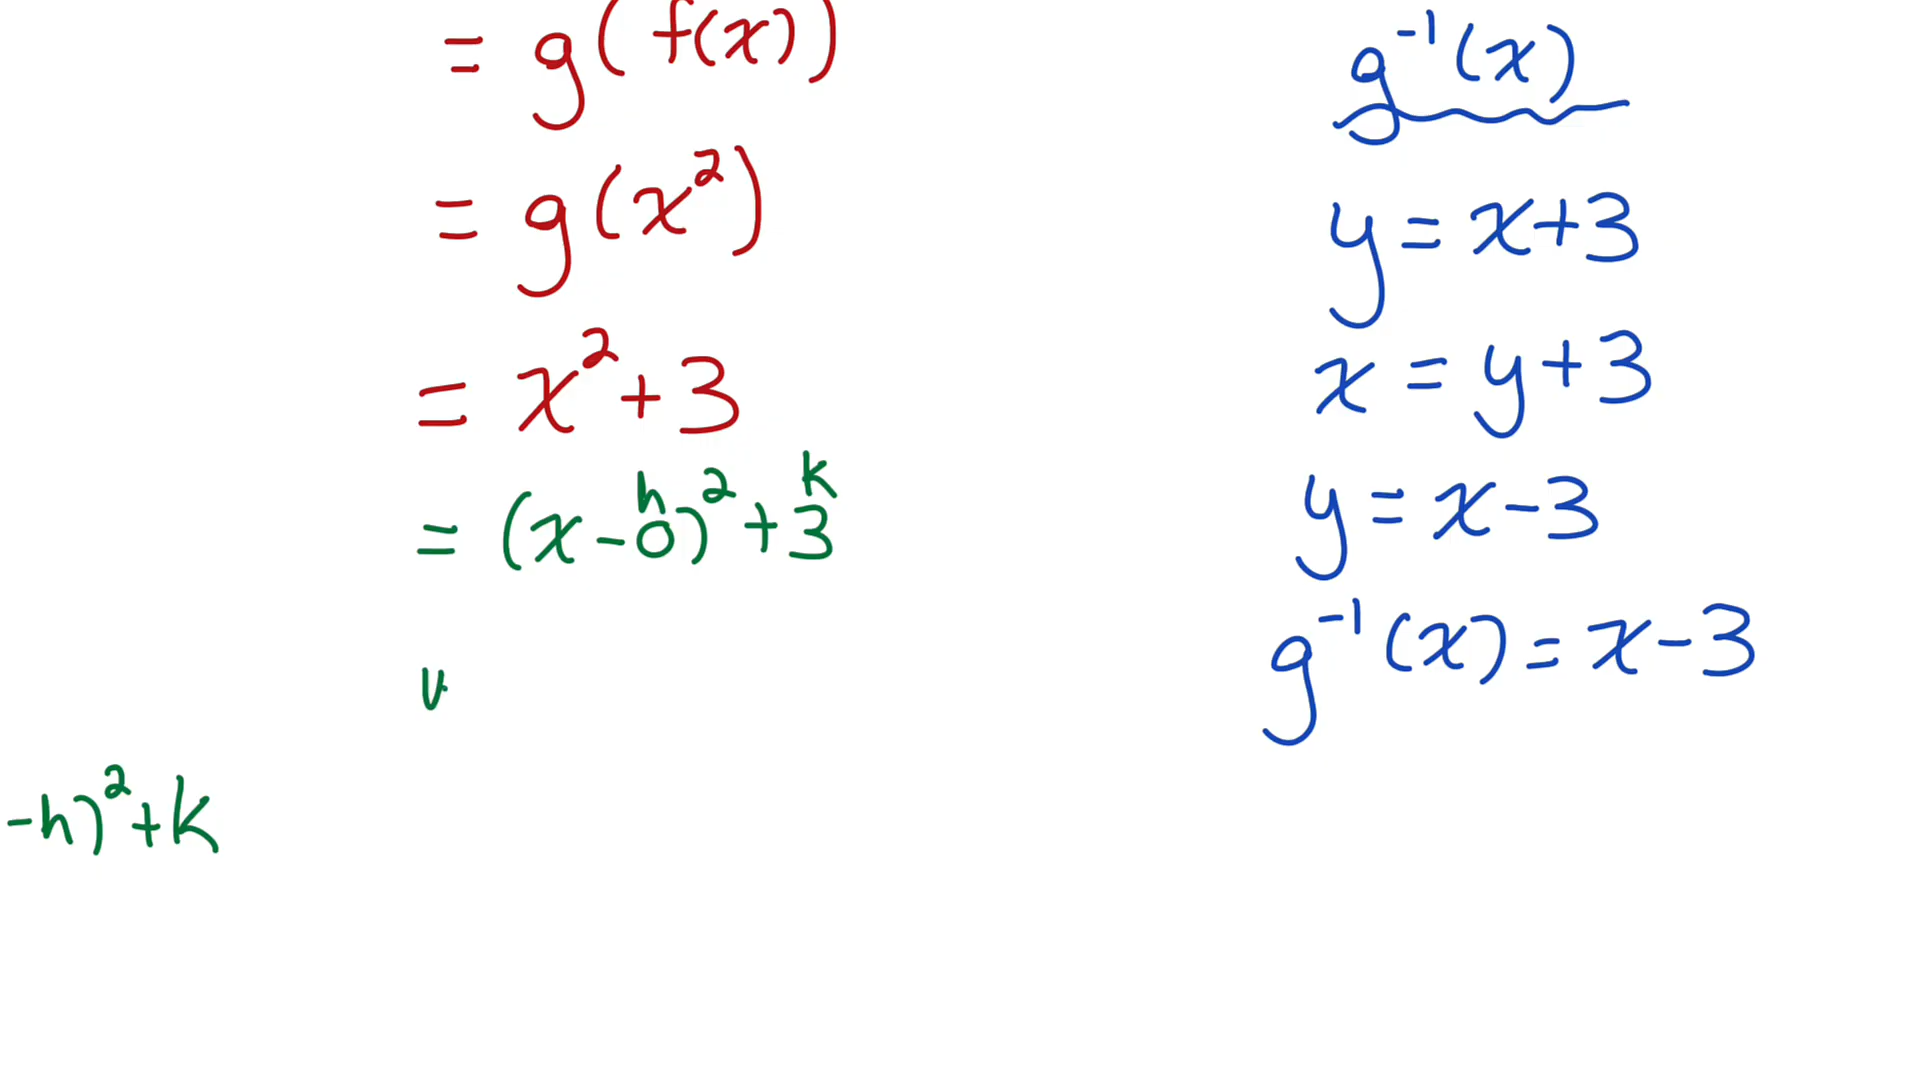 = g(f(x))
= g(x²)
= x²+3
h k
= (x-0)²+3
v
-h)²+k
g⁻¹(x)
y = x+3
x = y+3
y = x-3
g⁻¹(x) = x-3